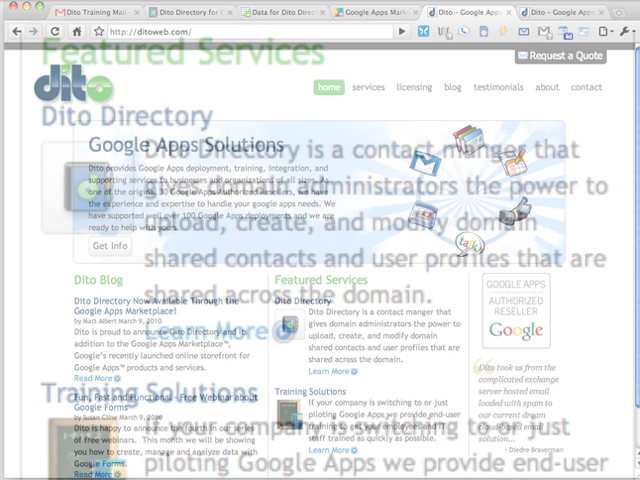 Dito Training Mail
Dito Directory for G
Data for Dito Direc
Google Apps Mark
Dito – Google Apps
Dito – Google Apps
http://ditoweb.com/
Featured Services
Request a Quote
dito
home services licensing blog testimonials about contact
Dito Directory
Google Apps Solutions
Dito provides Google Apps deployment, training, integration, and
supporting services to businesses and organizations of all sizes. As
one of the original 30 Google Apps Authorized Resellers, we have
the experience and expertise to handle your google apps needs. We
have supported well over 100 Google Apps deployments and we are
ready to help with yours.
Get Info
talk
Dito Directory is a contact manger that
gives domain administrators the power to
upload, create, and modify domain
shared contacts and user profiles that are
shared across the domain.
Learn More
Dito Blog
Dito Directory Now Available Through the
Google Apps Marketplace!
by Matt Albert March 9, 2010
Dito is proud to announce Dito Directory and its
addition to the Google Apps Marketplace™,
Google's recently launched online storefront for
Google Apps™ products and services.
Read More
Fun, Fast and Functional - Free Webinar about
Google Forms
by Susan Cline March 9, 2010
Dito is happy to announce the fourth in our series
of free webinars. This month we will be showing
you how to create, manage and analyze data with
Google Forms.
Read More
Featured Services
Dito Directory
Dito Directory is a contact manger that
gives domain administrators the power to
upload, create, and modify domain
shared contacts and user profiles that are
shared across the domain.
Learn More
Training Solutions
If your company is switching to or just
piloting Google Apps we provide end-user
training to get your employees and IT
staff trained as quickly as possible.
Learn More
GOOGLE APPS
AUTHORIZED
RESELLER
Google
Dito took us from the
complicated exchange
server hosted email
loaded with spam to
our current dream
cloud-based email
solution...
- Diedre Braverman
Training Solutions
If your company is switching to or just
piloting Google Apps we provide end-user